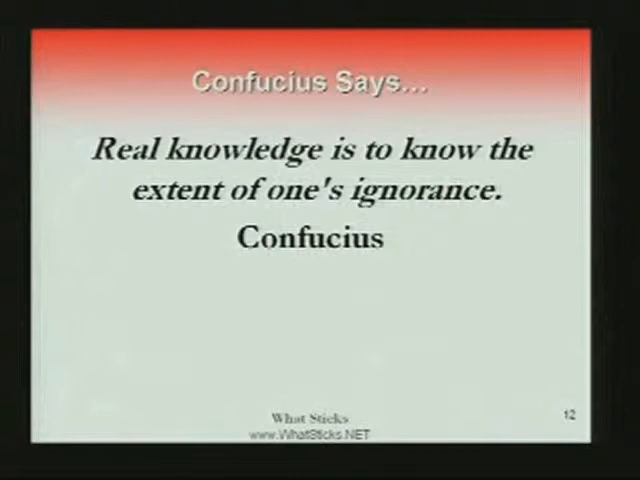 Confucius Says...
Real knowledge is to know the
extent of one's ignorance.
Confucius
What Sticks
www.WhatSticks.NET
12